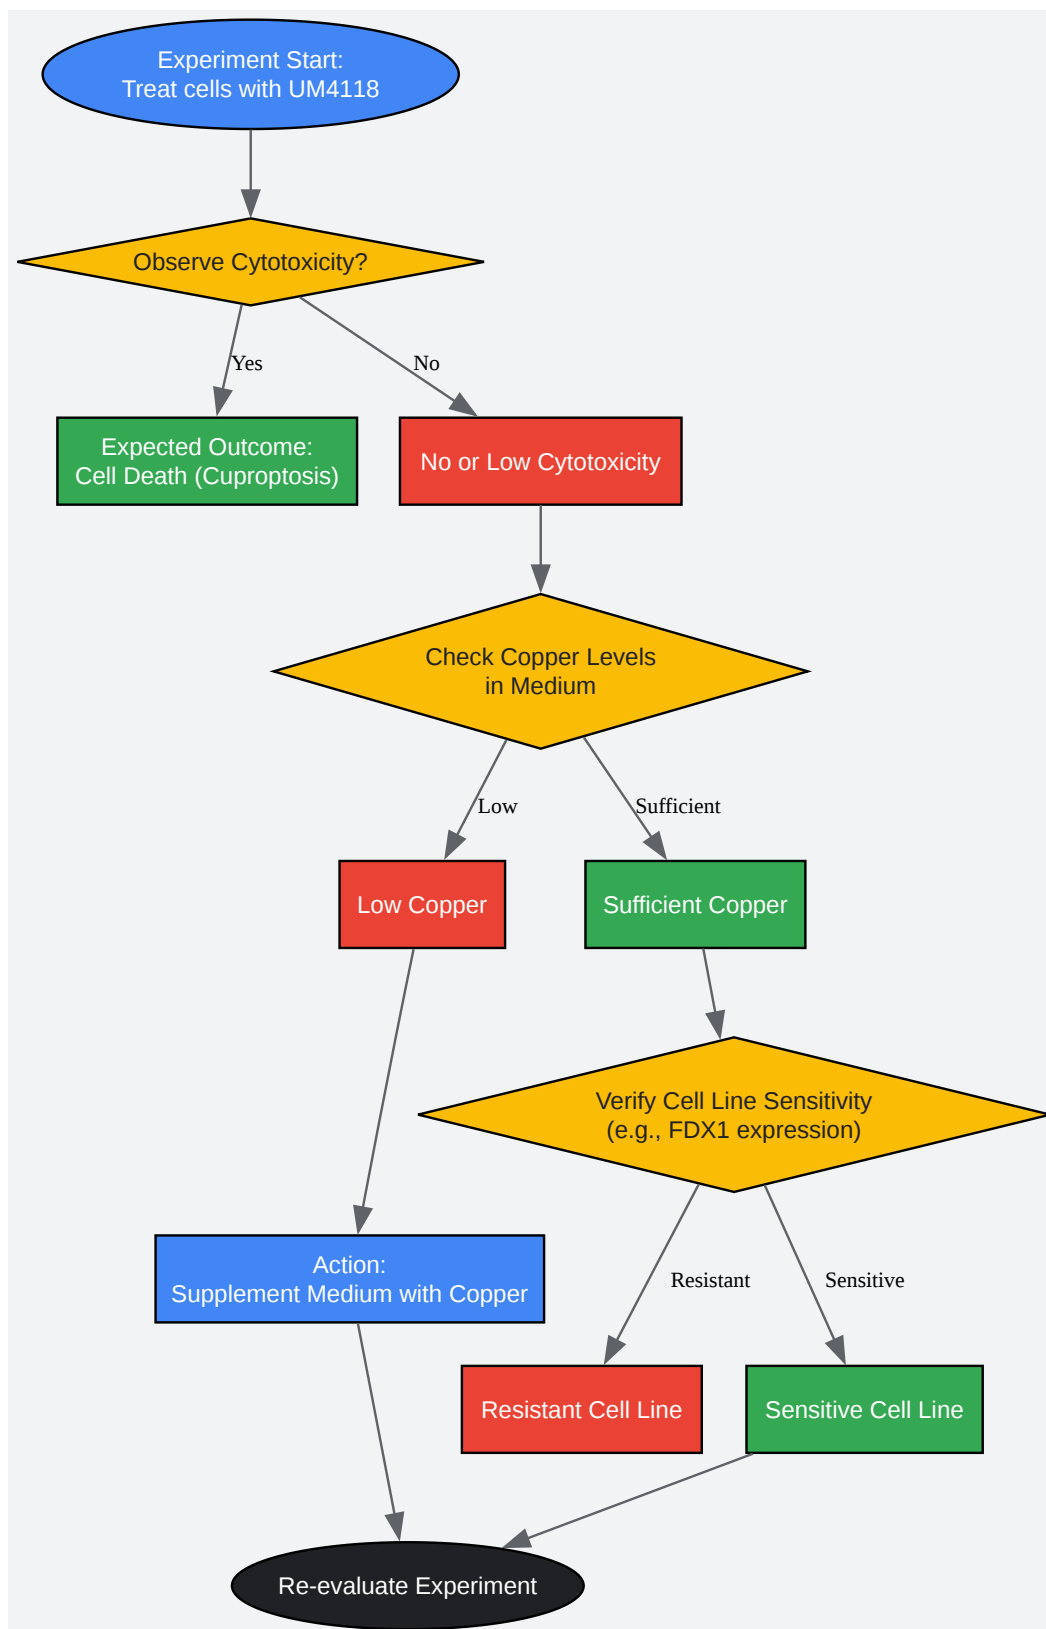 Experiment Start:
Treat cells with UM4118
Observe Cytotoxicity?
Yes
No
Expected Outcome:
Cell Death (Cuproptosis)
No or Low Cytotoxicity
Check Copper Levels
in Medium
Low
Sufficient
Low Copper
Sufficient Copper
Verify Cell Line Sensitivity
(e.g., FDX1 expression)
Action:
Supplement Medium with Copper
Resistant
Sensitive
Resistant Cell Line
Sensitive Cell Line
Re-evaluate Experiment